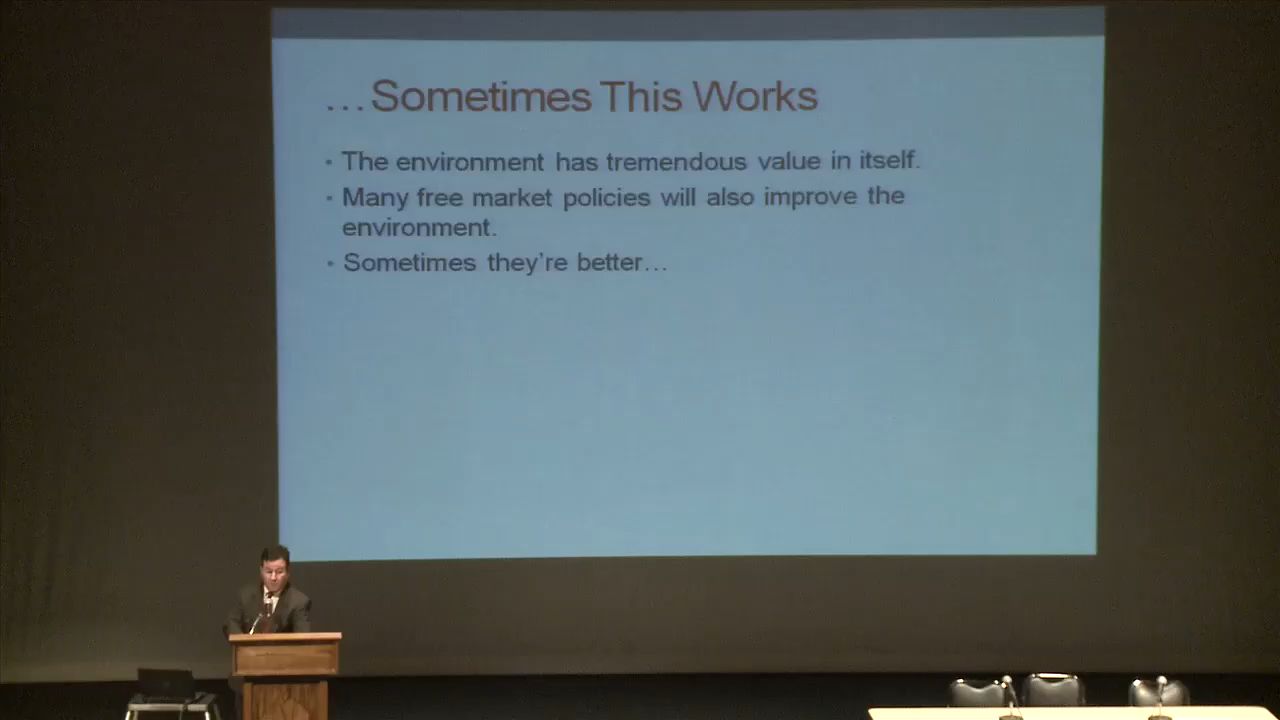 …Sometimes This Works
• The environment has tremendous value in itself.
• Many free market policies will also improve the
environment.
• Sometimes they're better…